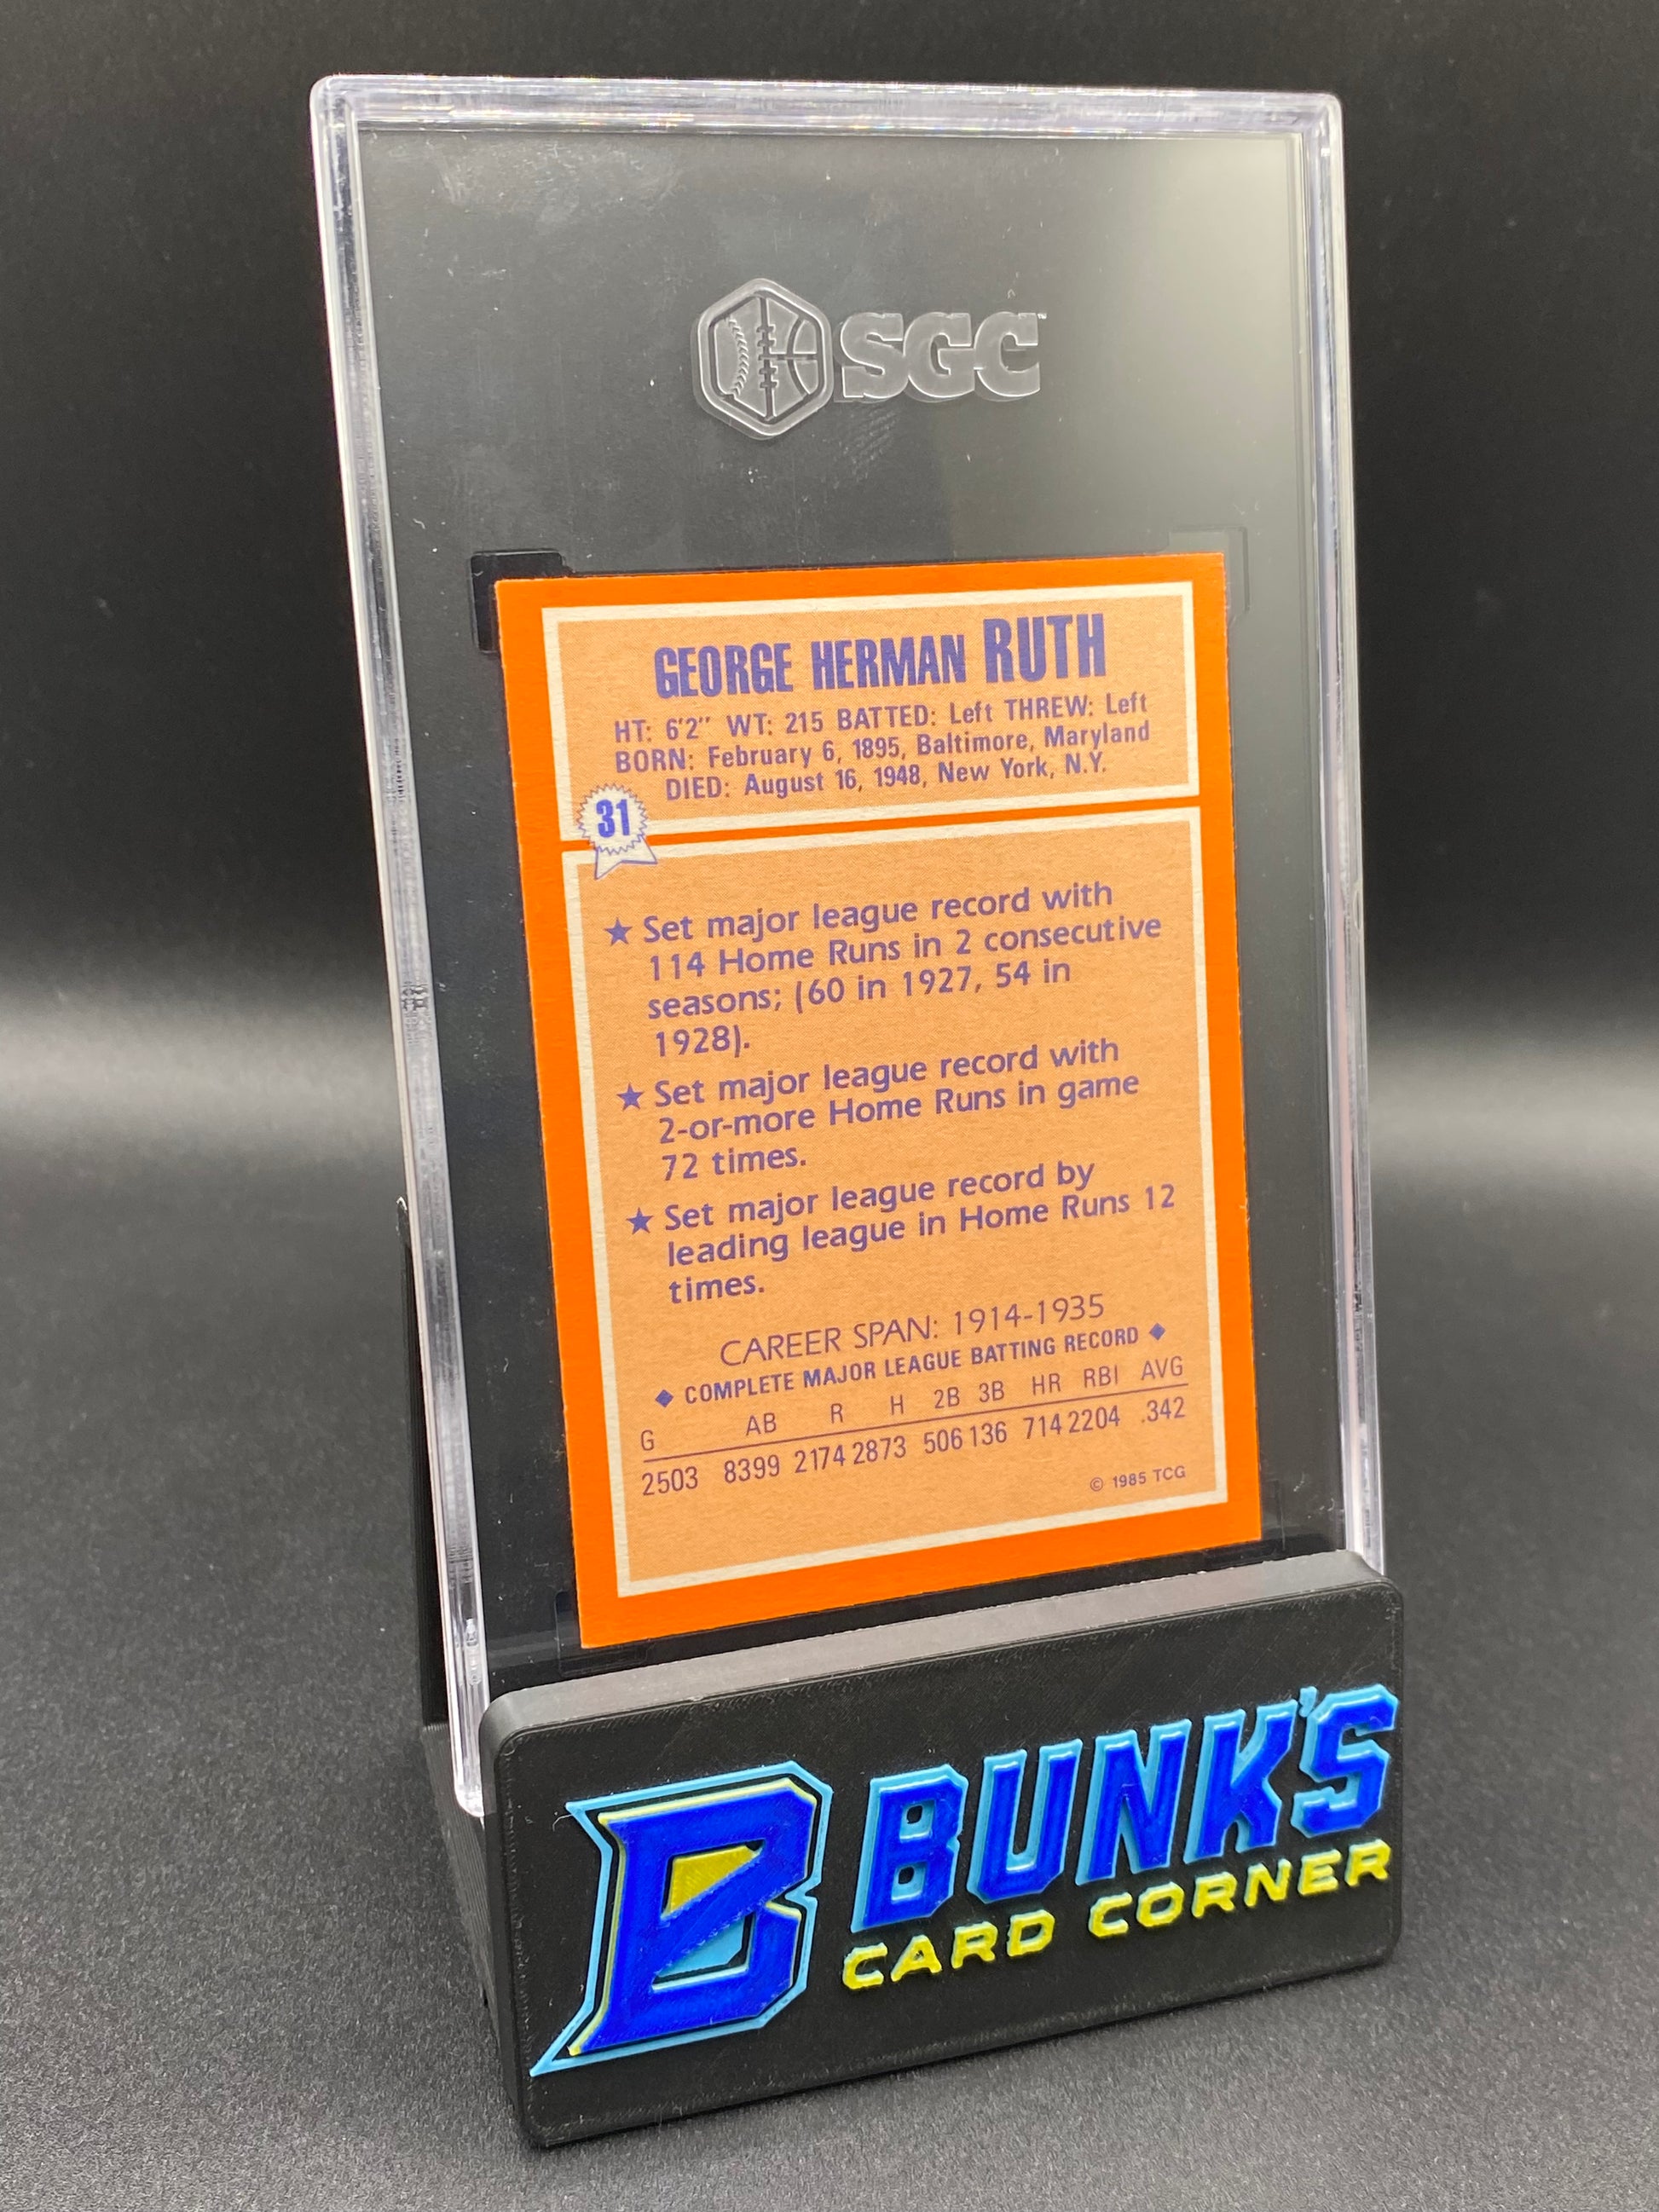 SGC
GEORGE HERMAN RUTH
HT: 6'2" WT: 215 BATTED: Left THREW: Left
BORN: February 6, 1895, Baltimore, Maryland
DIED: August 16, 1948, New York, N.Y.
31
★ Set major league record with
114 Home Runs in 2 consecutive
seasons; (60 in 1927, 54 in
1928).
★ Set major league record with
2-or-more Home Runs in game
72 times.
★ Set major league record by
leading league in Home Runs 12
times.
CAREER SPAN: 1914-1935
◆ COMPLETE MAJOR LEAGUE BATTING RECORD ◆
G AB R H 2B 3B HR RBI AVG
2503 8399 2174 2873 506 136 714 2204 .342
© 1985 TCG
B BUNK'S
CARD CORNER